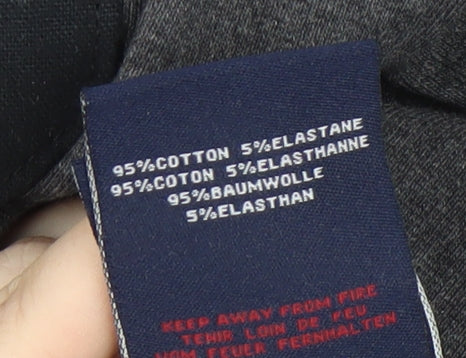 95%COTTON 5%ELASTANE
95%COTON 5%ELASTHANNE
95%BAUMWOLLE
5%ELASTHAN
KEEP AWAY FROM FIRE
TENIR LOIN DE FEU
VOM FEUER FERNHALTEN